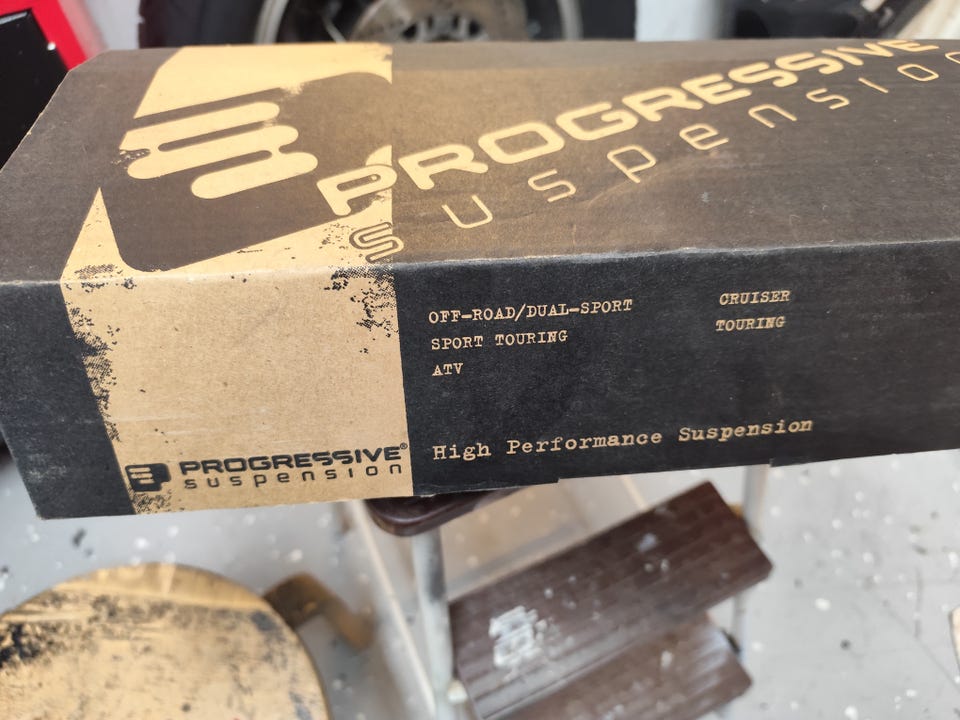 PROGRESSIVE
SUSPENSION
OFF-ROAD/DUAL-SPORT
SPORT TOURING
ATV
CRUISER
TOURING
High Performance Suspension
PROGRESSIVE®
suspension